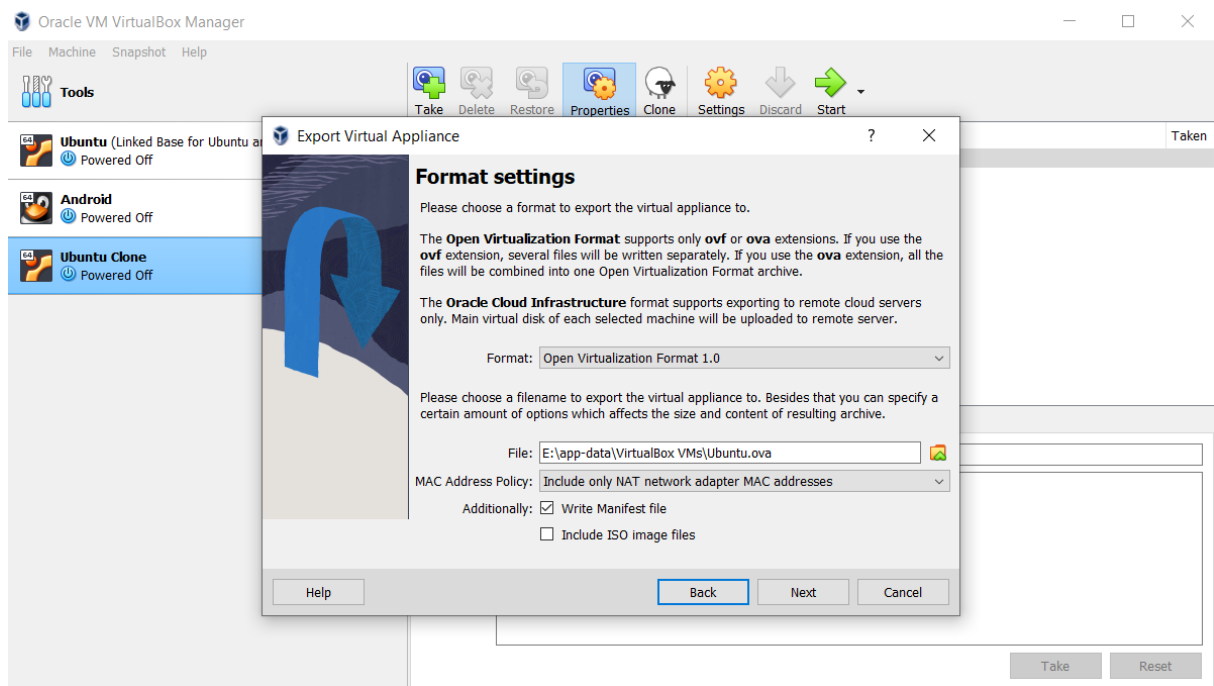 Oracle VM VirtualBox Manager
File Machine Snapshot Help
Tools
Take Delete Restore Properties Clone Settings Discard Start
64 Ubuntu (Linked Base for Ubuntu
Powered Off
64 Android
Powered Off
64 Ubuntu Clone
Powered Off
Taken
Export Virtual Appliance
?
Format settings
Please choose a format to export the virtual appliance to.
The Open Virtualization Format supports only ovf or ova extensions. If you use the
ovf extension, several files will be written separately. If you use the ova extension, all the
files will be combined into one Open Virtualization Format archive.
The Oracle Cloud Infrastructure format supports exporting to remote cloud servers
only. Main virtual disk of each selected machine will be uploaded to remote server.
Format: Open Virtualization Format 1.0
Please choose a filename to export the virtual appliance to. Besides that you can specify a
certain amount of options which affects the size and content of resulting archive.
File: E:\app-data\VirtualBox VMs\Ubuntu.ova
MAC Address Policy: Include only NAT network adapter MAC addresses
Additionally: Write Manifest file
Include ISO image files
Help Back Next Cancel
Take Reset